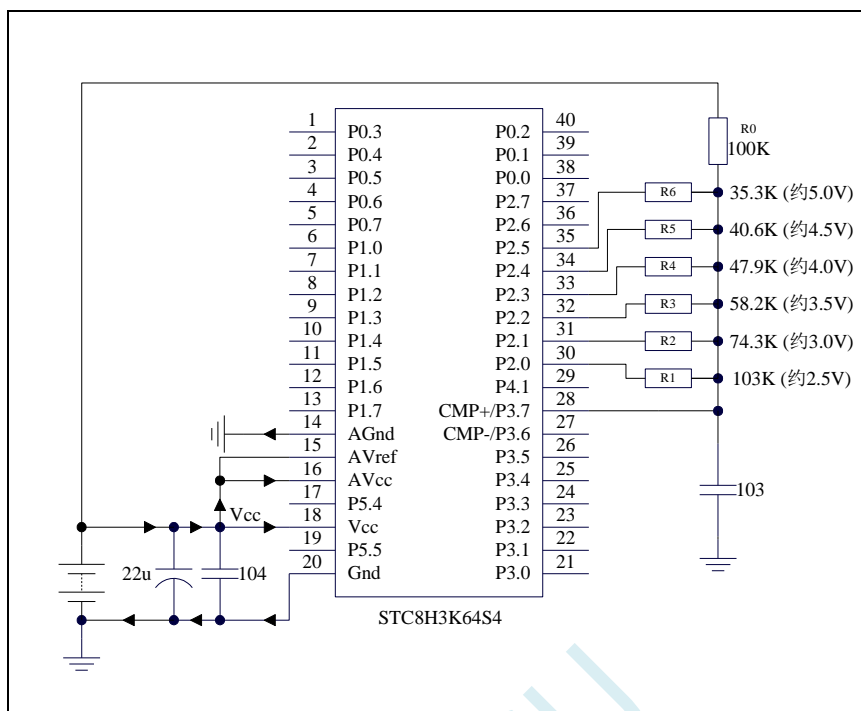 1 P0.3 P0.2 40
2 P0.4 P0.1 39
3 P0.5 P0.0 38
4 P0.6 P2.7 37
5 P0.7 P2.6 36
6 P1.0 P2.5 35
7 P1.1 P2.4 34
8 P1.2 P2.3 33
9 P1.3 P2.2 32
10 P1.4 P2.1 31
11 P1.5 P2.0 30
12 P1.6 P4.1 29
13 P1.7 CMP+/P3.7 28
14 AGnd CMP-/P3.6 27
15 AVref P3.5 26
16 AVcc P3.4 25
17 P5.4 P3.3 24
18 Vcc P3.2 23
19 P5.5 P3.1 22
20 Gnd P3.0 21
STC8H3K64S4
R0
100K
R6 35.3K (约5.0V)
R5 40.6K (约4.5V)
R4 47.9K (约4.0V)
R3 58.2K (约3.5V)
R2 74.3K (约3.0V)
R1 103K (约2.5V)
103
Vcc
22u
104